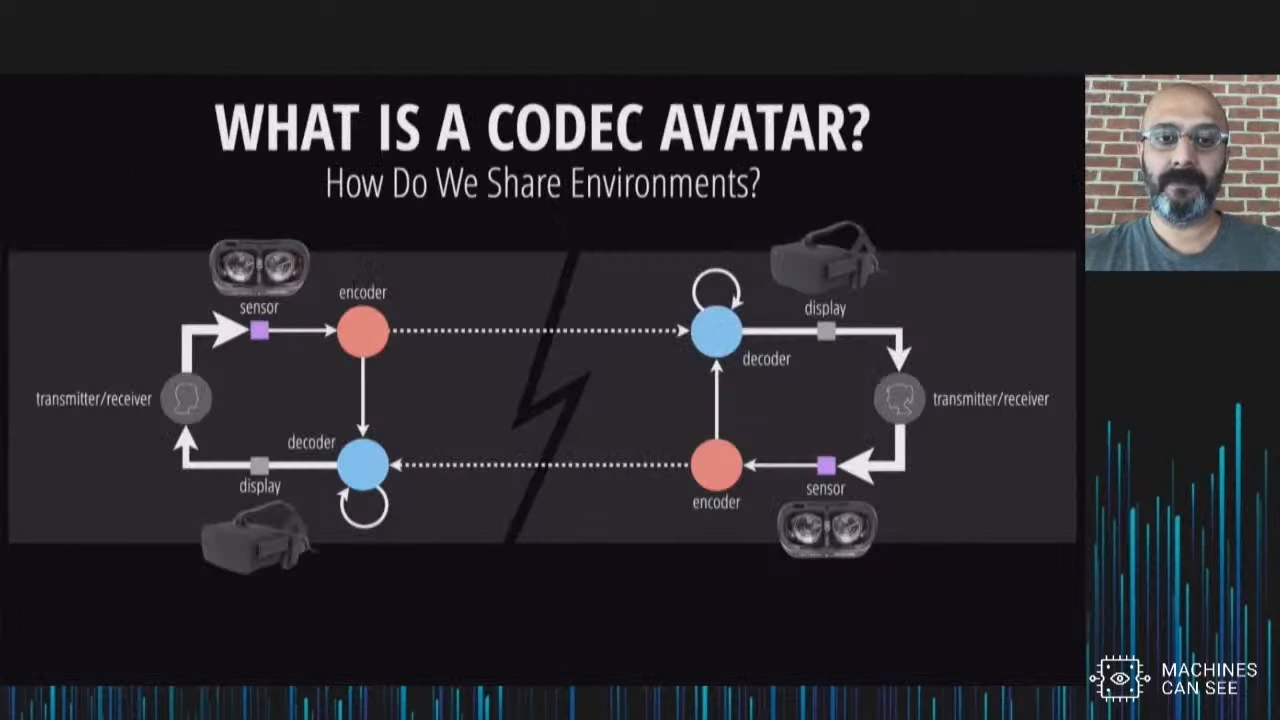 WHAT IS A CODEC AVATAR?
How Do We Share Environments?
sensor
encoder
display
decoder
transmitter/receiver
transmitter/receiver
decoder
display
encoder
sensor
MACHINES
CAN SEE